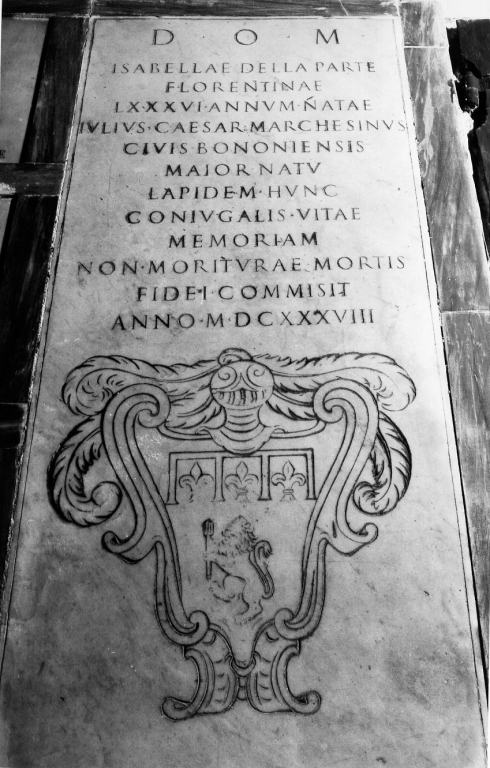 D O M
ISABELLAE DELLA PARTE
FLORENTINAE
LXXXVI·ANNVM·ÑATAE
IVLIVS·CAESAR·MARCHESINVS
CIVIS·BONONIENSIS
MAIOR NATV
LAPIDEM·HVNC
CONIVGALIS·VITAE
MEMORIAM
NON·MORITVRAE·MORTIS
FIDEI·COMMISIT
ANNO·M·DCXXXVIII